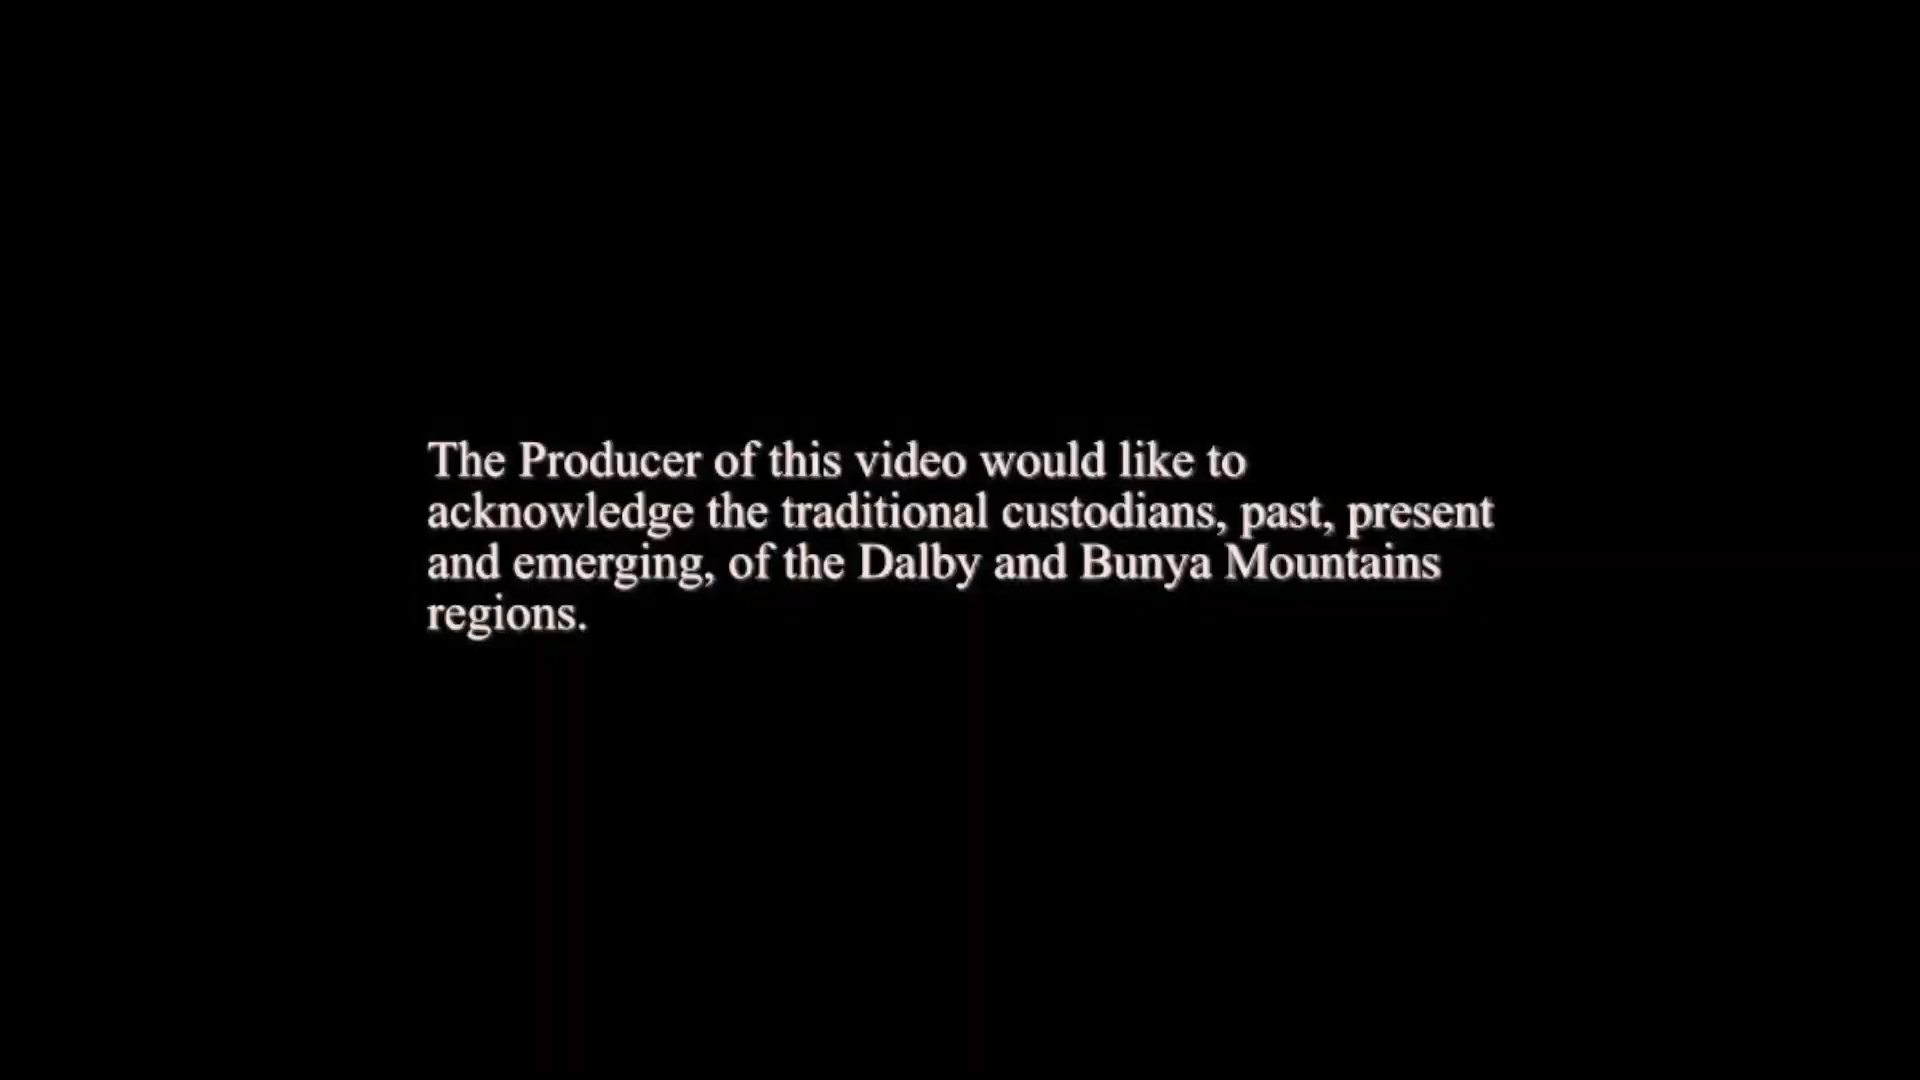 The Producer of this video would like to
acknowledge the traditional custodians, past, present
and emerging, of the Dalby and Bunya Mountains
regions.